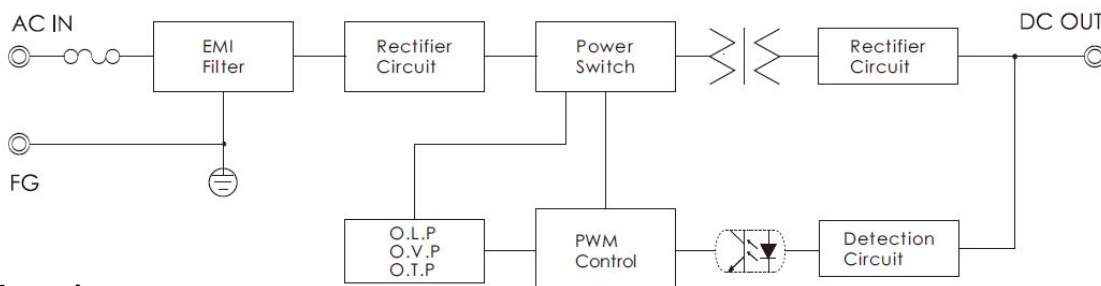 AC IN
DC OUT
EMI
Filter
Rectifier
Circuit
Power
Switch
Rectifier
Circuit
FG
O.L.P
O.V.P
O.T.P
PWM
Control
Detection
Circuit